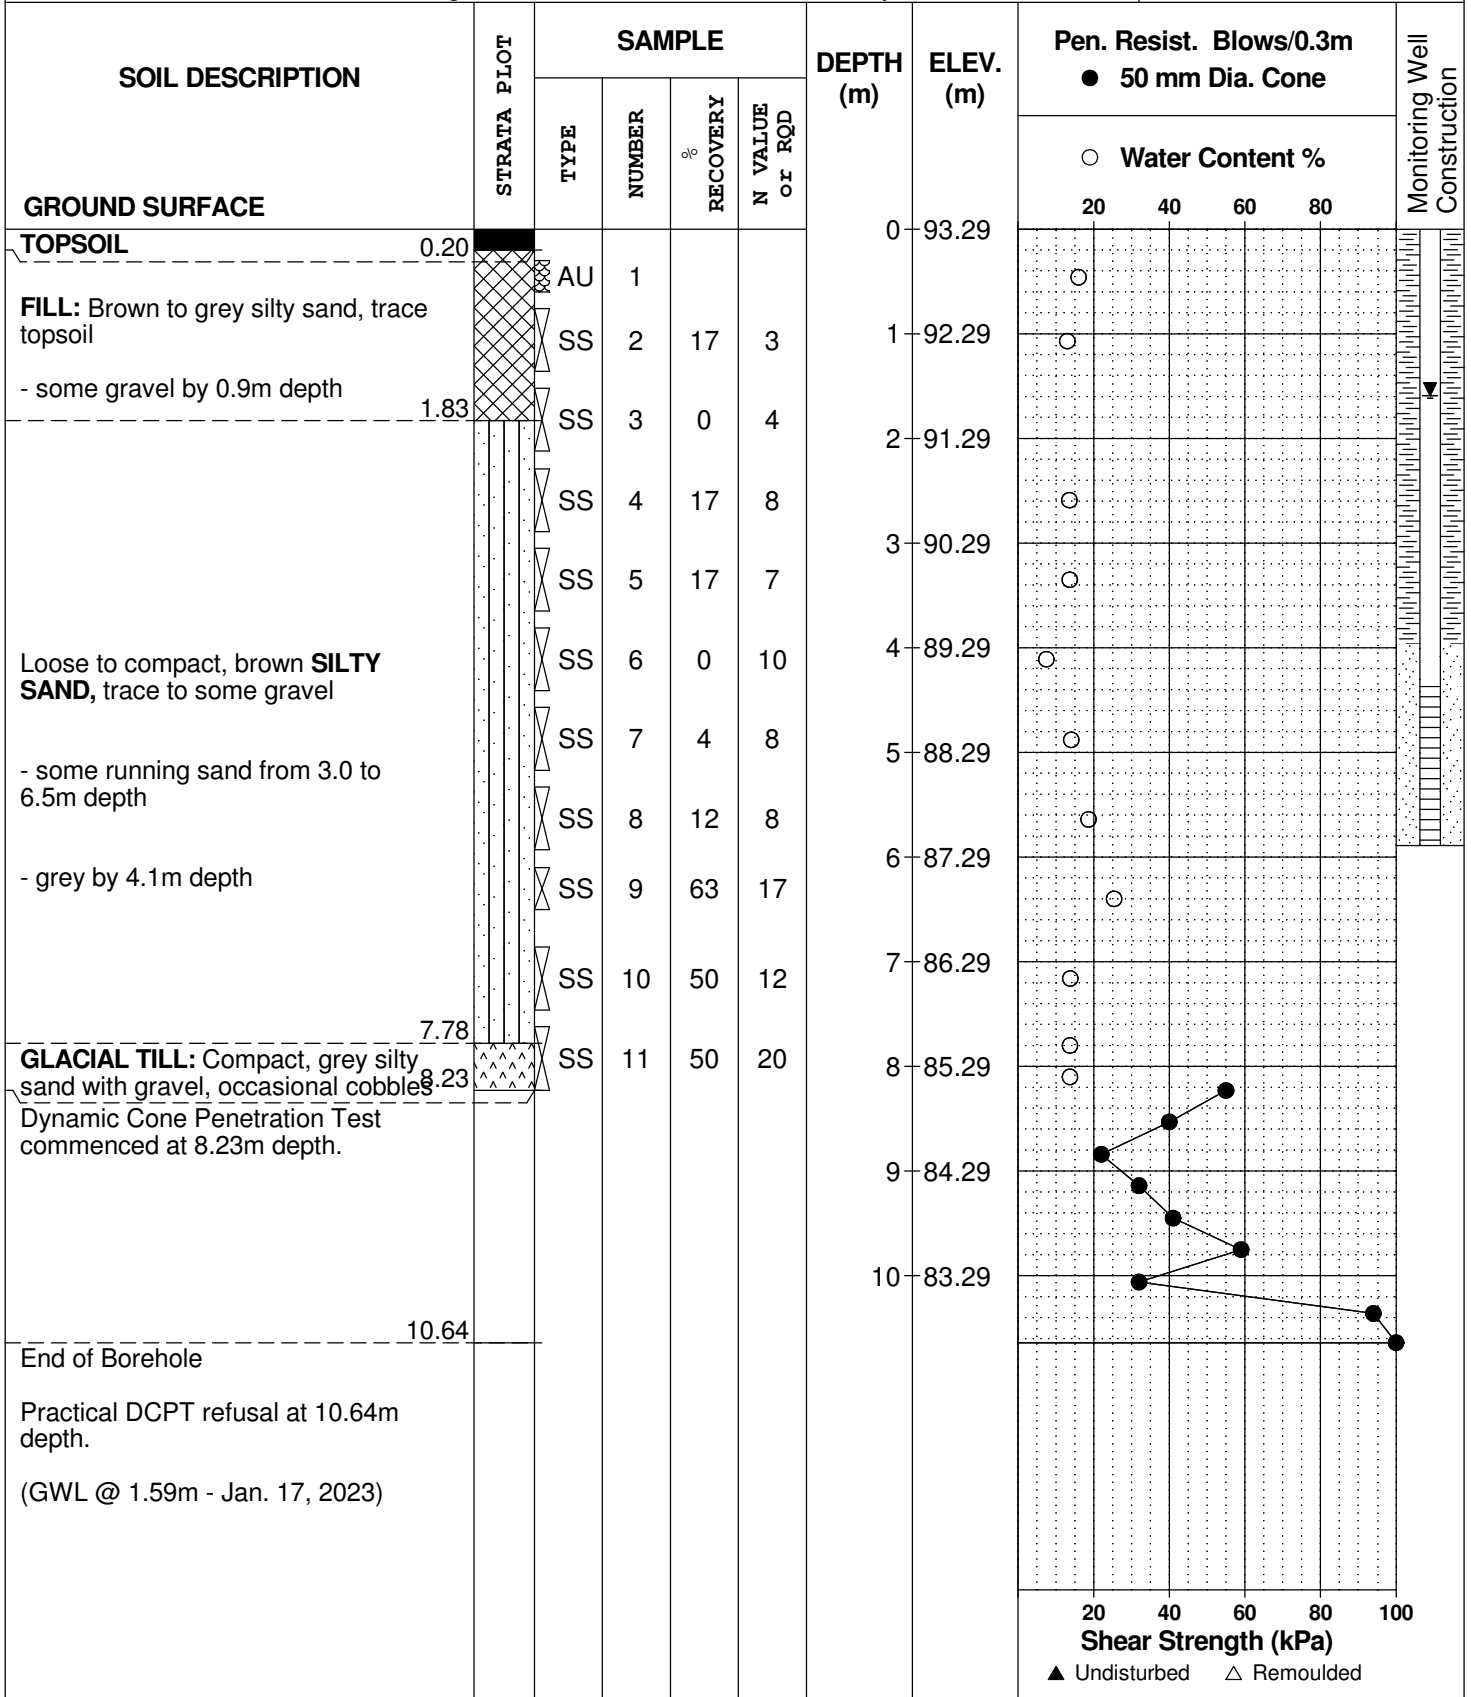 SOIL DESCRIPTION
GROUND SURFACE
STRATA PLOT
SAMPLE
TYPE
NUMBER
%
RECOVERY
N VALUE
or RQD
DEPTH
(m)
ELEV.
(m)
Pen. Resist. Blows/0.3m
● 50 mm Dia. Cone
○ Water Content %
20 40 60 80
Monitoring Well
Construction
0 93.29
TOPSOIL 0.20
AU 1
FILL: Brown to grey silty sand, trace
topsoil
SS 2 17 3
1 92.29
- some gravel by 0.9m depth
1.83
SS 3 0 4
2 91.29
SS 4 17 8
3 90.29
SS 5 17 7
4 89.29
Loose to compact, brown SILTY
SAND, trace to some gravel
SS 6 0 10
SS 7 4 8
5 88.29
- some running sand from 3.0 to
6.5m depth
SS 8 12 8
6 87.29
- grey by 4.1m depth
SS 9 63 17
7 86.29
SS 10 50 12
7.78
GLACIAL TILL: Compact, grey silty
sand with gravel, occasional cobbles
8.23
SS 11 50 20
8 85.29
Dynamic Cone Penetration Test
commenced at 8.23m depth.
9 84.29
10 83.29
10.64
End of Borehole
Practical DCPT refusal at 10.64m
depth.
(GWL @ 1.59m - Jan. 17, 2023)
20 40 60 80 100
Shear Strength (kPa)
▲ Undisturbed △ Remoulded